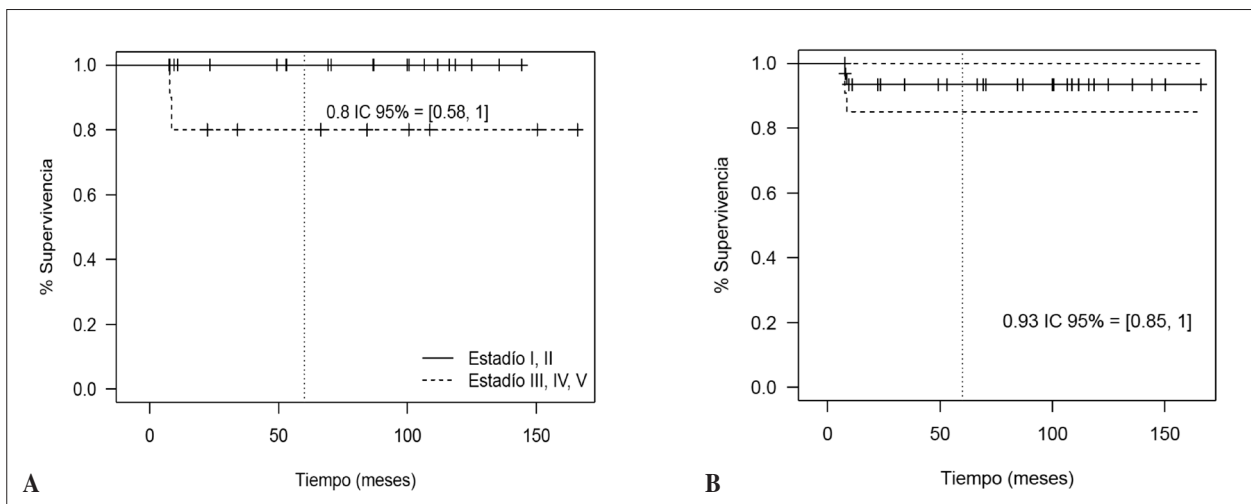 1.0
0.8
0.6
0.4
0.2
0.0
% Supervivencia
0.8 IC 95% = [0.58, 1]
Estadío I, II
Estadío III, IV, V
0 50 100 150
Tiempo (meses)
A
1.0
0.8
0.6
0.4
0.2
0.0
% Supervivencia
0.93 IC 95% = [0.85, 1]
0 50 100 150
Tiempo (meses)
B